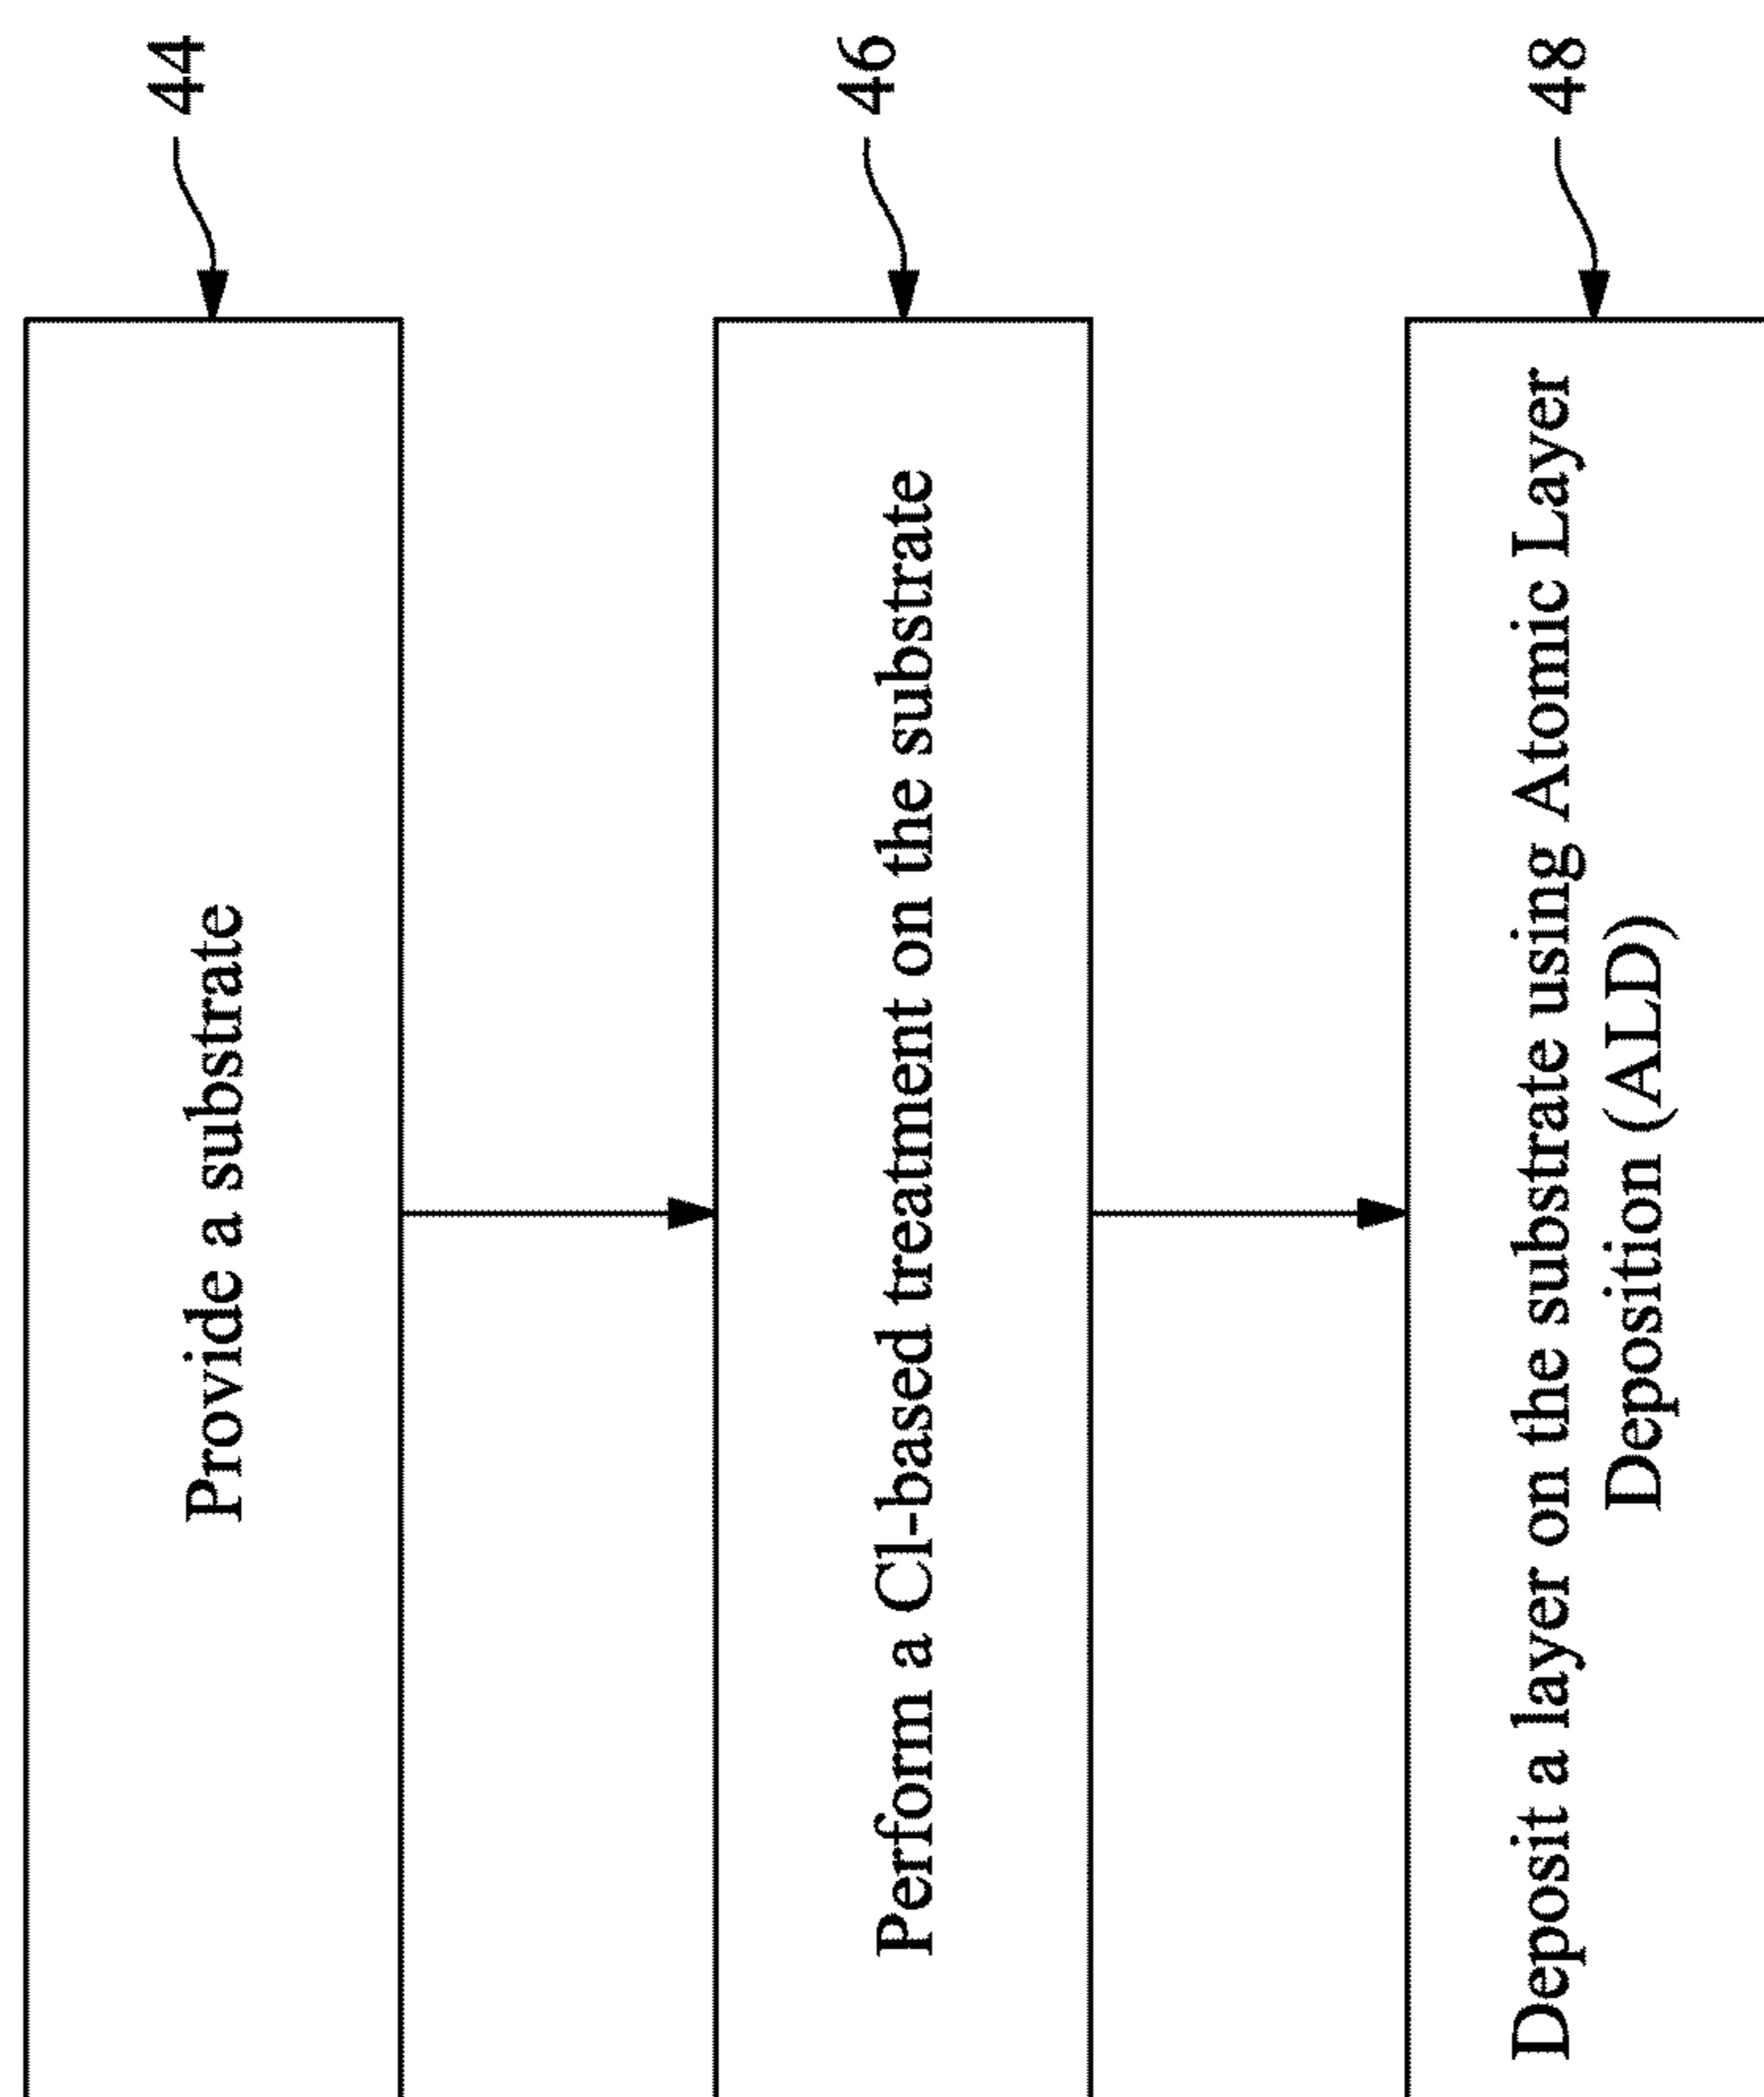 Provide a substrate
44
Perform a Cl-based treatment on the substrate
46
Deposit a layer on the substrate using Atomic Layer
Deposition (ALD)
48